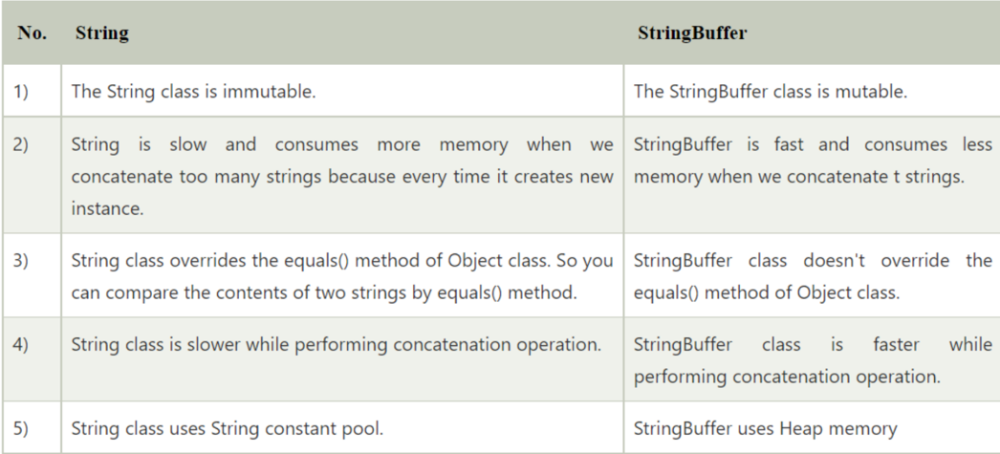 No. String StringBuffer
1) The String class is immutable. The StringBuffer class is mutable.
2) String is slow and consumes more memory when we StringBuffer is fast and consumes less
concatenate too many strings because every time it creates new memory when we concatenate t strings.
instance.
3) String class overrides the equals() method of Object class. So you StringBuffer class doesn't override the
can compare the contents of two strings by equals() method. equals() method of Object class.
4) String class is slower while performing concatenation operation. StringBuffer class is faster while
performing concatenation operation.
5) String class uses String constant pool. StringBuffer uses Heap memory